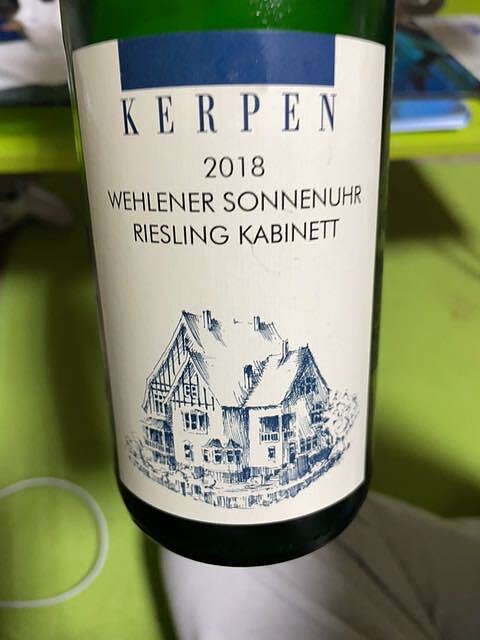 KERPEN
2018
WEHLENER SONNENUHR
RIESLING KABINETT